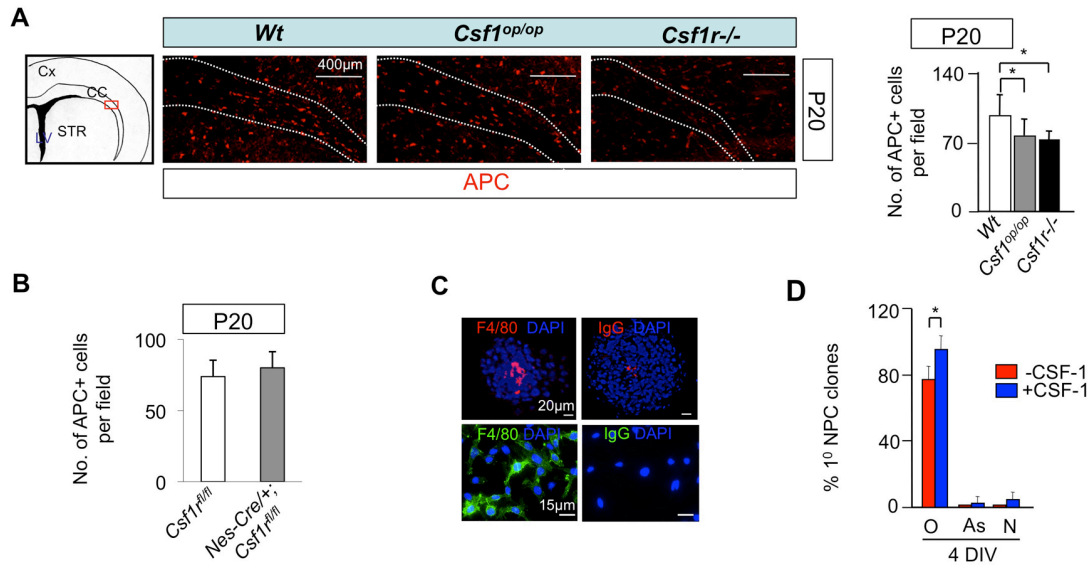 A
Wt Csf1op/op Csf1r-/-
Cx
CC
LV STR
400µm
P20
APC
P20
* *
No. of APC+ cells per field
140
70
0
Wt
Csf1op/op
Csf1r-/-
B
P20
No. of APC+ cells per field
100
50
0
Csf1rfl/fl
Nes-Cre/+;
Csf1rfl/fl
C
F4/80 DAPI
IgG DAPI
20µm
F4/80 DAPI
IgG DAPI
15µm
D
% 1⁰ NPC clones
120
80
40
0
*
-CSF-1
+CSF-1
O As N
4 DIV